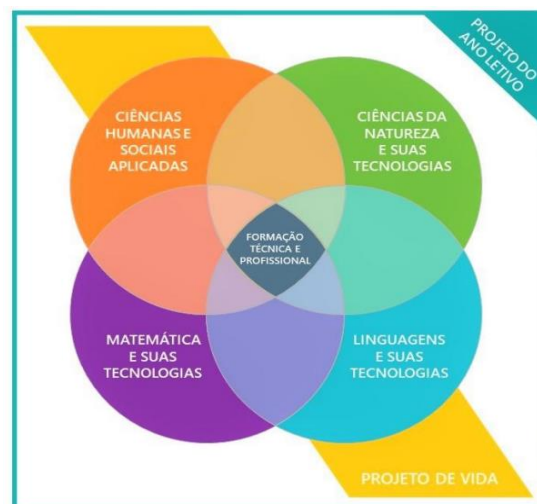 PROJETO DO
ANO LETIVO
CIÊNCIAS
HUMANAS E
SOCIAIS
APLICADAS
CIÊNCIAS DA
NATUREZA
E SUAS
TECNOLOGIAS
FORMAÇÃO
TÉCNICA E
PROFISSIONAL
MATEMÁTICA
E SUAS
TECNOLOGIAS
LINGUAGENS
E SUAS
TECNOLOGIAS
PROJETO DE VIDA